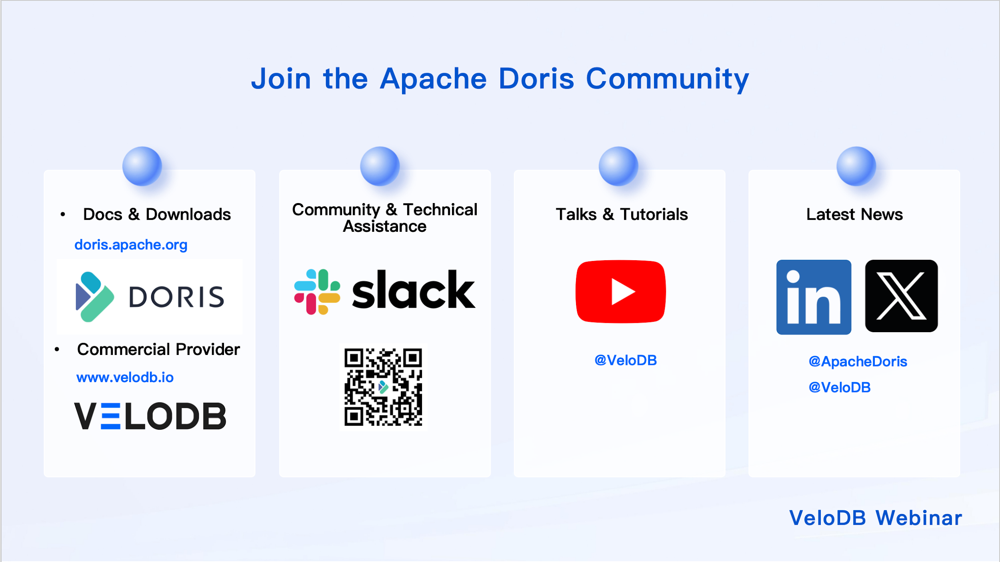 Join the Apache Doris Community
• Docs & Downloads
doris.apache.org
DORIS
• Commercial Provider
www.velodb.io
VELODB
Community & Technical
Assistance
slack
Talks & Tutorials
@VeloDB
Latest News
in X
@ApacheDoris
@VeloDB
VeloDB Webinar